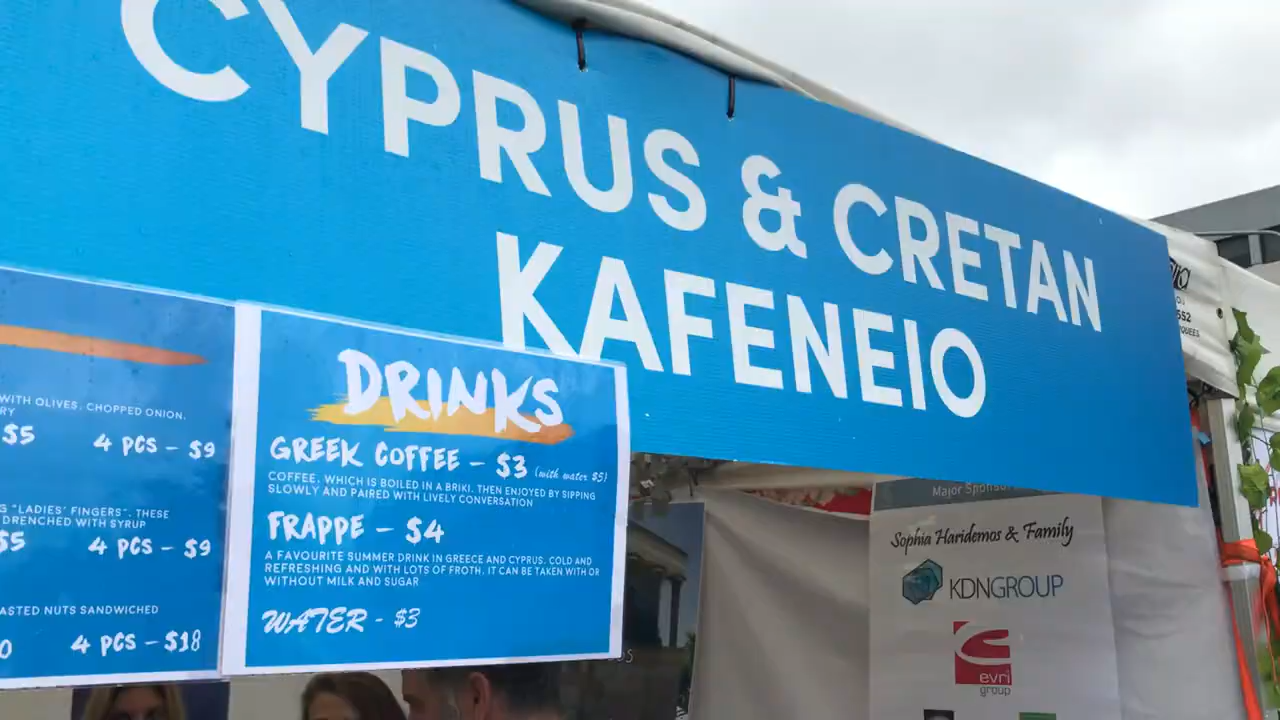 CYPRUS & CRETAN
KAFENEIO
WITH OLIVES. CHOPPED ONION.
$5 4 PCS - $9
"LADIES' FINGERS". THESE
DRENCHED WITH SYRUP
$5 4 PCS - $9
NUTS SANDWICHED
4 PCS - $18
DRINKS
GREEK COFFEE - $3 (with water $5)
COFFEE, WHICH IS BOILED IN A BRIKI, THEN ENJOYED BY SIPPING
SLOWLY AND PAIRED WITH LIVELY CONVERSATION
FRAPPE - $4
A FAVOURITE SUMMER DRINK IN GREECE AND CYPRUS. COLD AND
REFRESHING AND WITH LOTS OF FROTH. IT CAN BE TAKEN WITH OR
WITHOUT MILK AND SUGAR
WATER - $3
Major
Sophia Haridemos & Family
KDNGROUP
evri
group